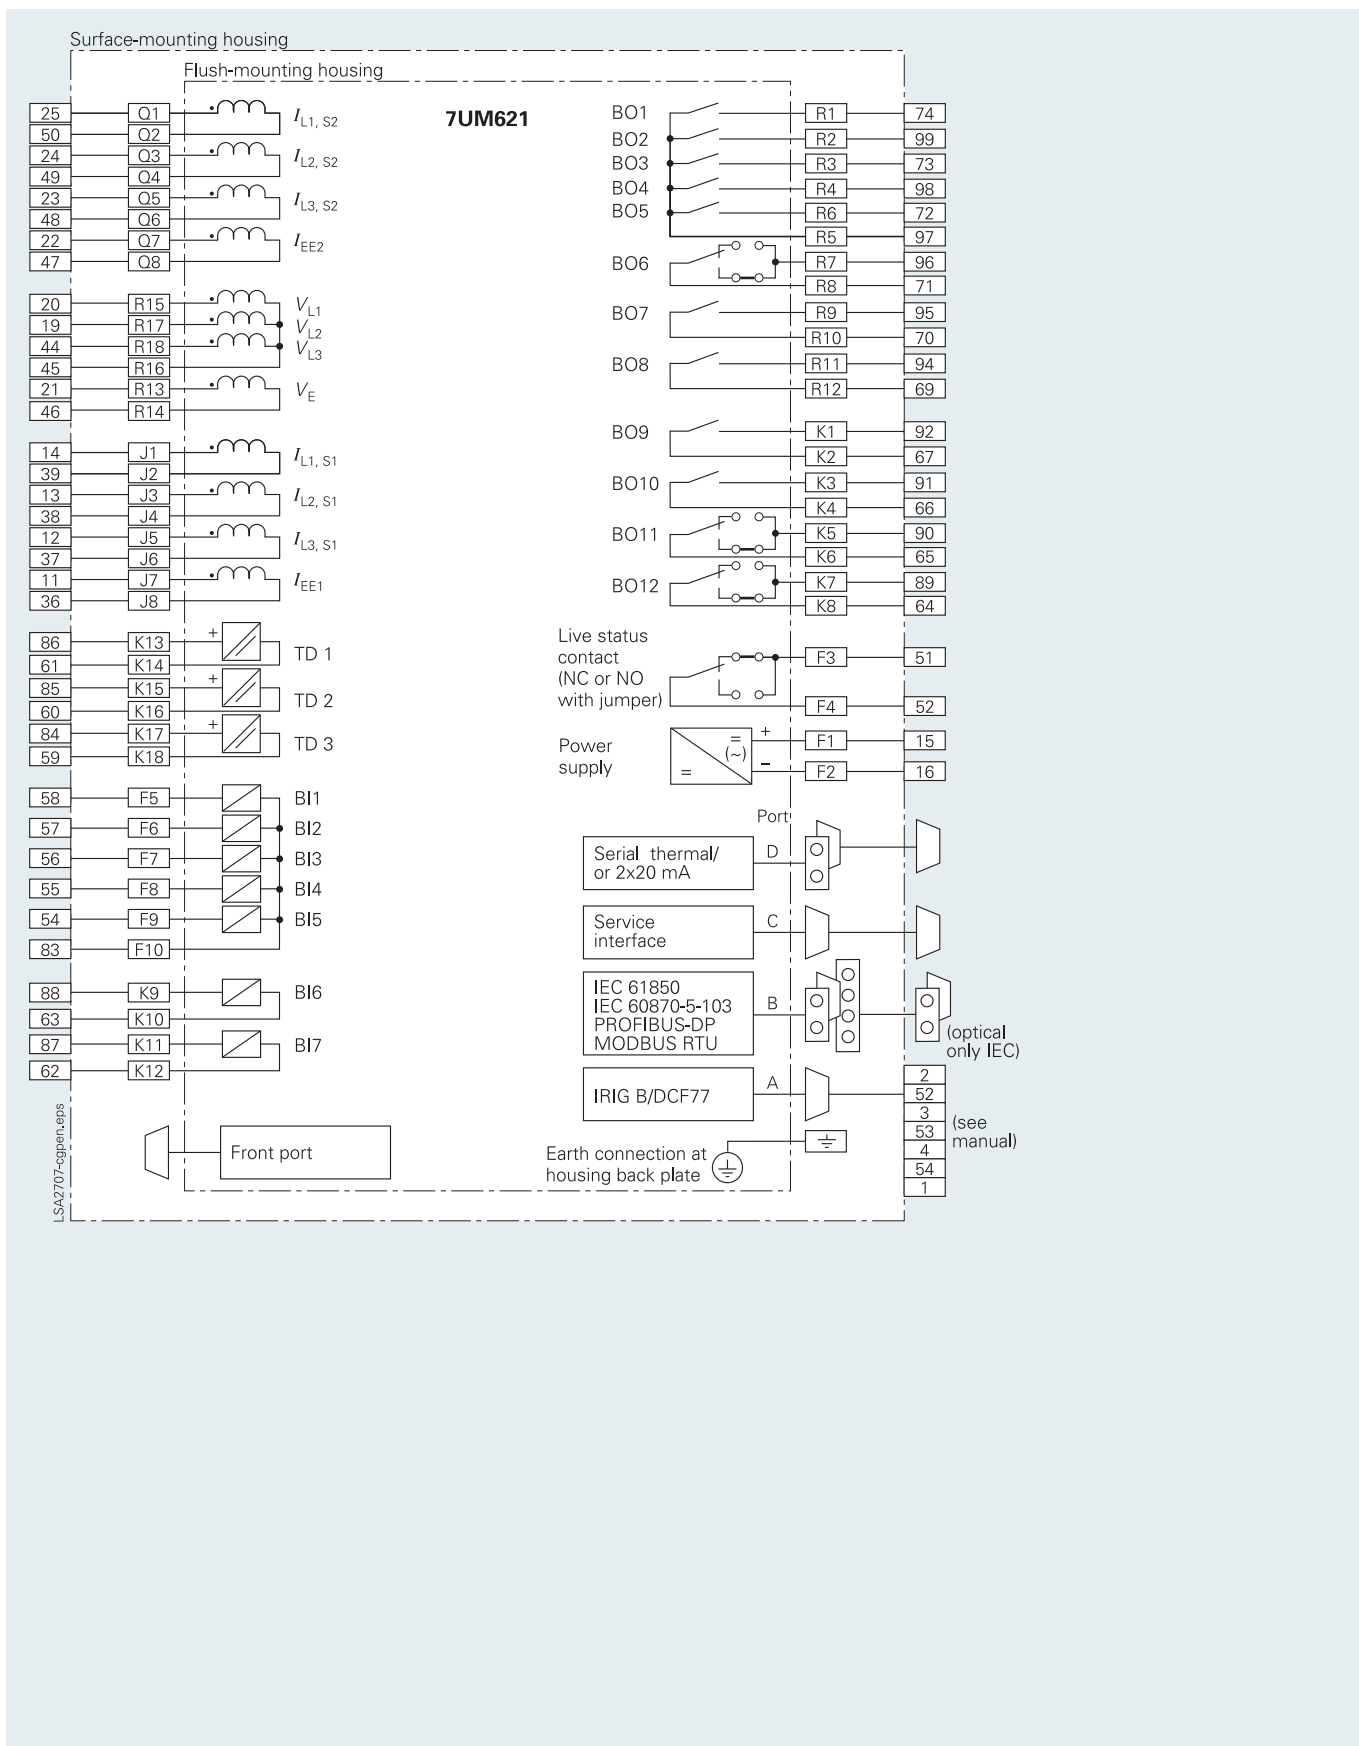 Surface-mounting housing
Flush-mounting housing
7UM621
25 Q1 I L1, S2
50 Q2
24 Q3 I L2, S2
49 Q4
23 Q5 I L3, S2
48 Q6
22 Q7 I EE2
47 Q8
20 R15 V L1
19 R17 V L2
44 R18 V L3
45 R16
21 R13 V E
46 R14
14 J1 I L1, S1
39 J2
13 J3 I L2, S1
38 J4
12 J5 I L3, S1
37 J6
11 J7 I EE1
36 J8
86 K13 + TD 1
61 K14
85 K15 + TD 2
60 K16
84 K17 + TD 3
59 K18
58 F5 BI1
57 F6 BI2
56 F7 BI3
55 F8 BI4
54 F9 BI5
83 F10
88 K9 BI6
63 K10
87 K11 BI7
62 K12
Front port
LSA2707-cgpen.eps
BO1 R1 74
BO2 R2 99
BO3 R3 73
BO4 R4 98
BO5 R6 72
R5 97
BO6 R7 96
R8 71
BO7 R9 95
R10 70
BO8 R11 94
R12 69
BO9 K1 92
K2 67
BO10 K3 91
K4 66
BO11 K5 90
K6 65
BO12 K7 89
K8 64
Live status
contact
(NC or NO
with jumper)
F3 51
F4 52
Power
supply
= (~) =
+ F1 15
− F2 16
Port
Serial thermal/
or 2x20 mA
D
Service
interface
C
IEC 61850
IEC 60870-5-103
PROFIBUS-DP
MODBUS RTU
B
(optical
only IEC)
IRIG B/DCF77
A
2
52
3
53
4
54
1
(see
manual)
Earth connection at
housing back plate